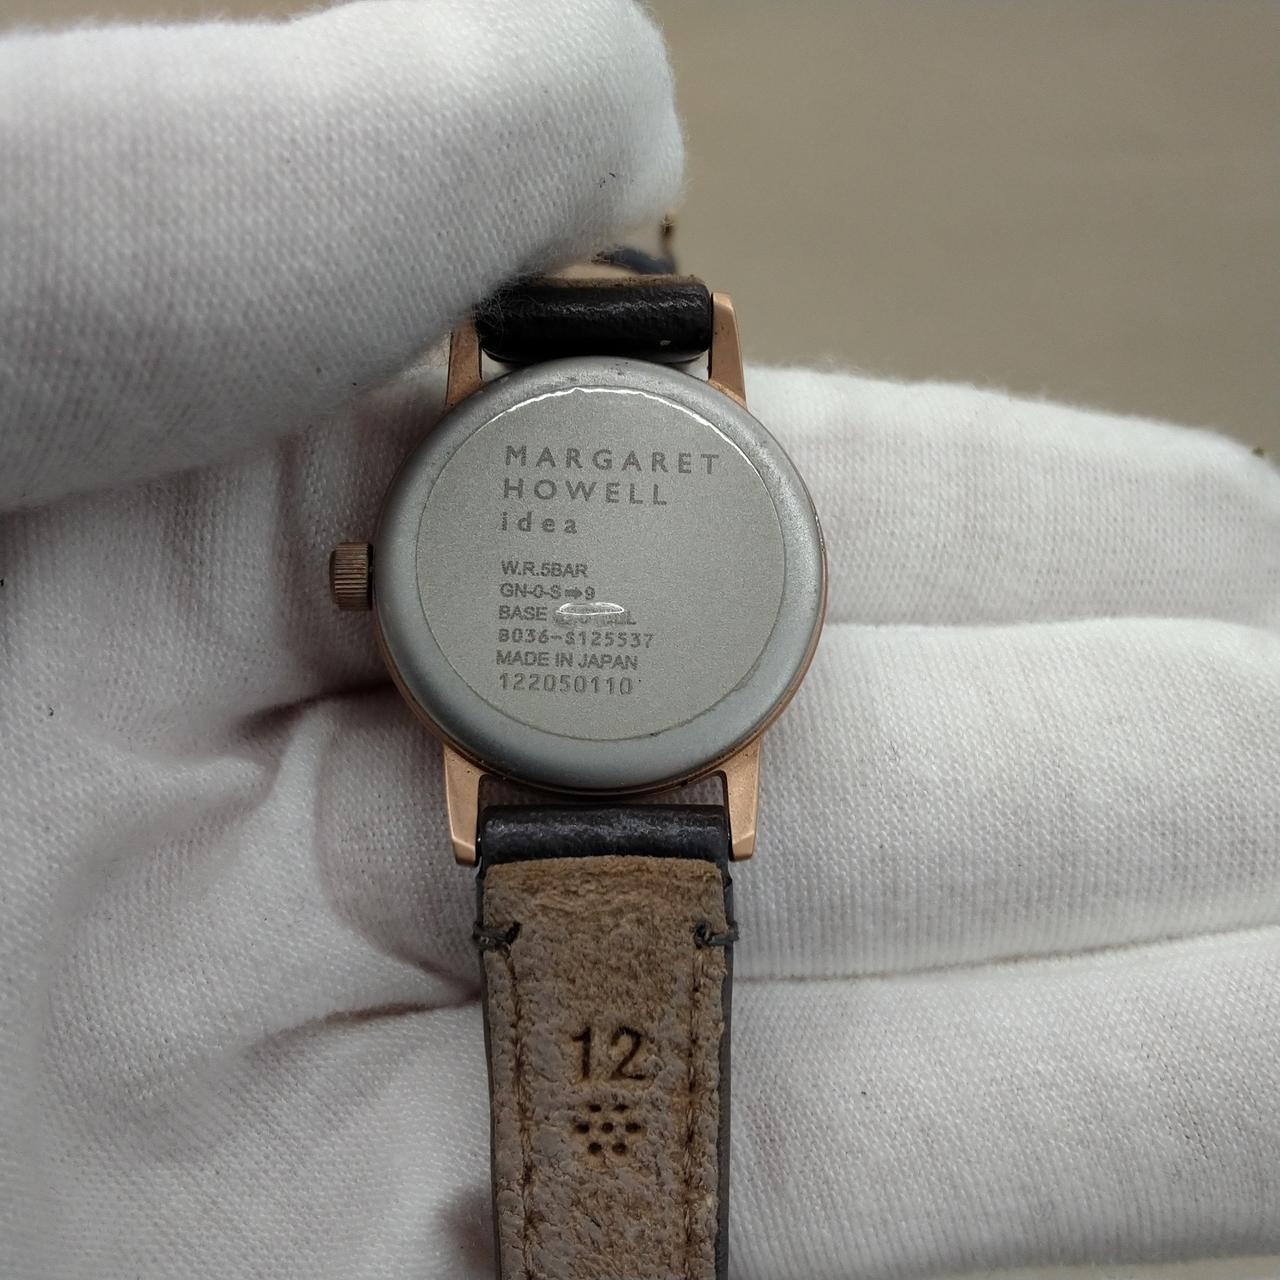 MARGARET
HOWELL
idea
W.R.5BAR
GN-0-S➡9
BASE
B036-S125537
MADE IN JAPAN
122050110
12